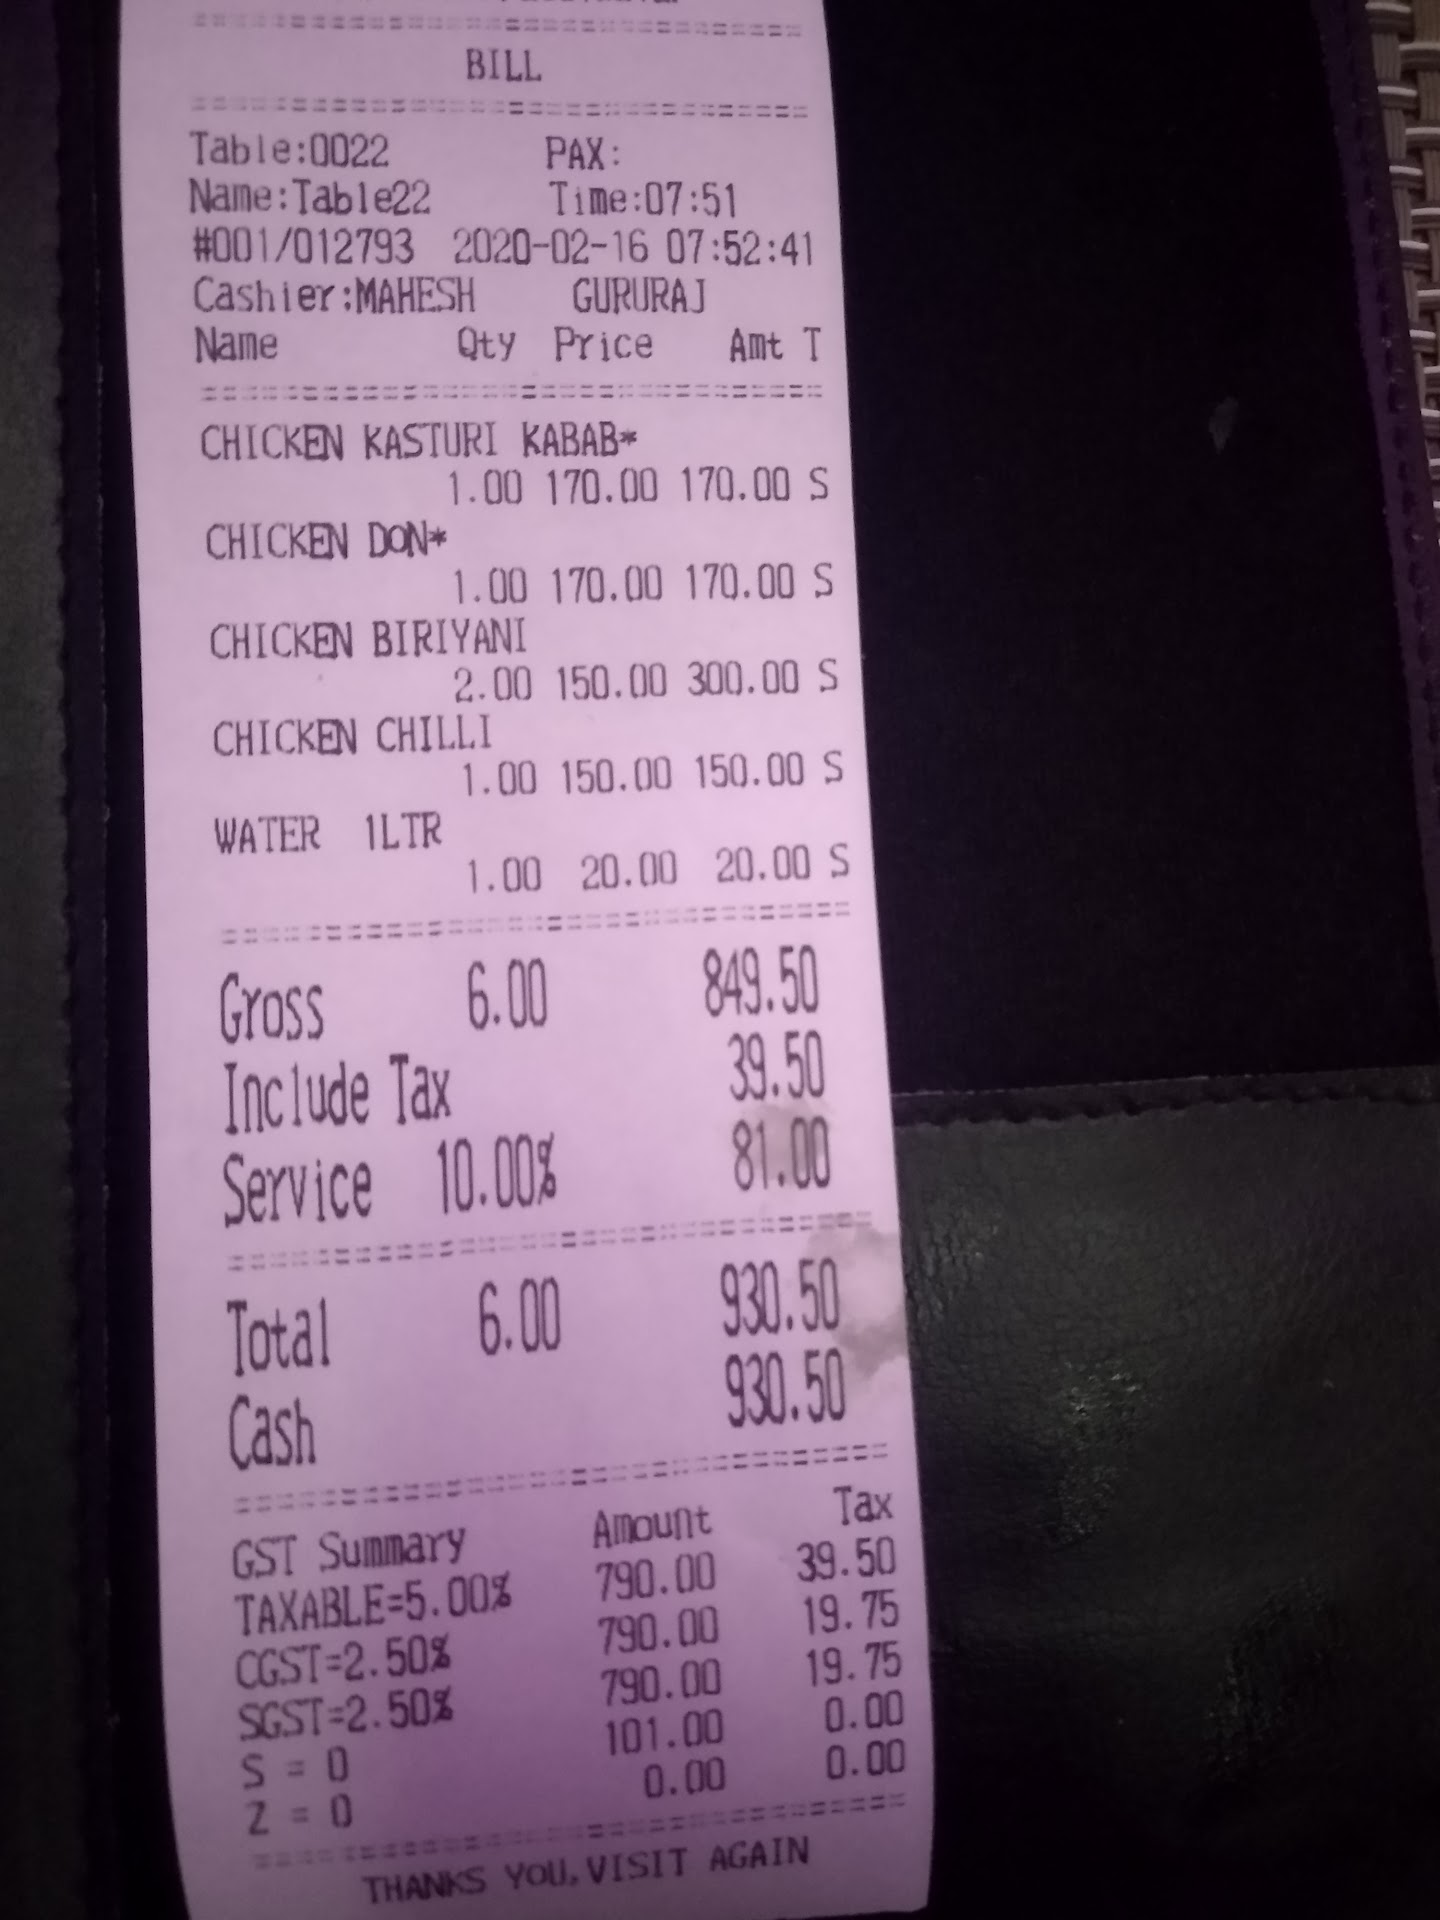 BILL
Table:0022 PAX:
Name:Table22 Time:07:51
#001/012793 2020-02-16 07:52:41
Cashier:MAHESH GURURAJ
Name Qty Price Amt T
CHICKEN KASTURI KABAB*
1.00 170.00 170.00 S
CHICKEN DON*
1.00 170.00 170.00 S
CHICKEN BIRIYANI
2.00 150.00 300.00 S
CHICKEN CHILLI
1.00 150.00 150.00 S
WATER 1LTR
1.00 20.00 20.00 S
Gross 6.00 849.50
Include Tax 39.50
Service 10.00% 81.00
Total 6.00 930.50
Cash 930.50
GST Summary Amount Tax
TAXABLE=5.00% 790.00 39.50
CGST=2.50% 790.00 19.75
SGST=2.50% 790.00 19.75
S = 0 101.00 0.00
Z = 0 0.00 0.00
THANKS YOU,VISIT AGAIN